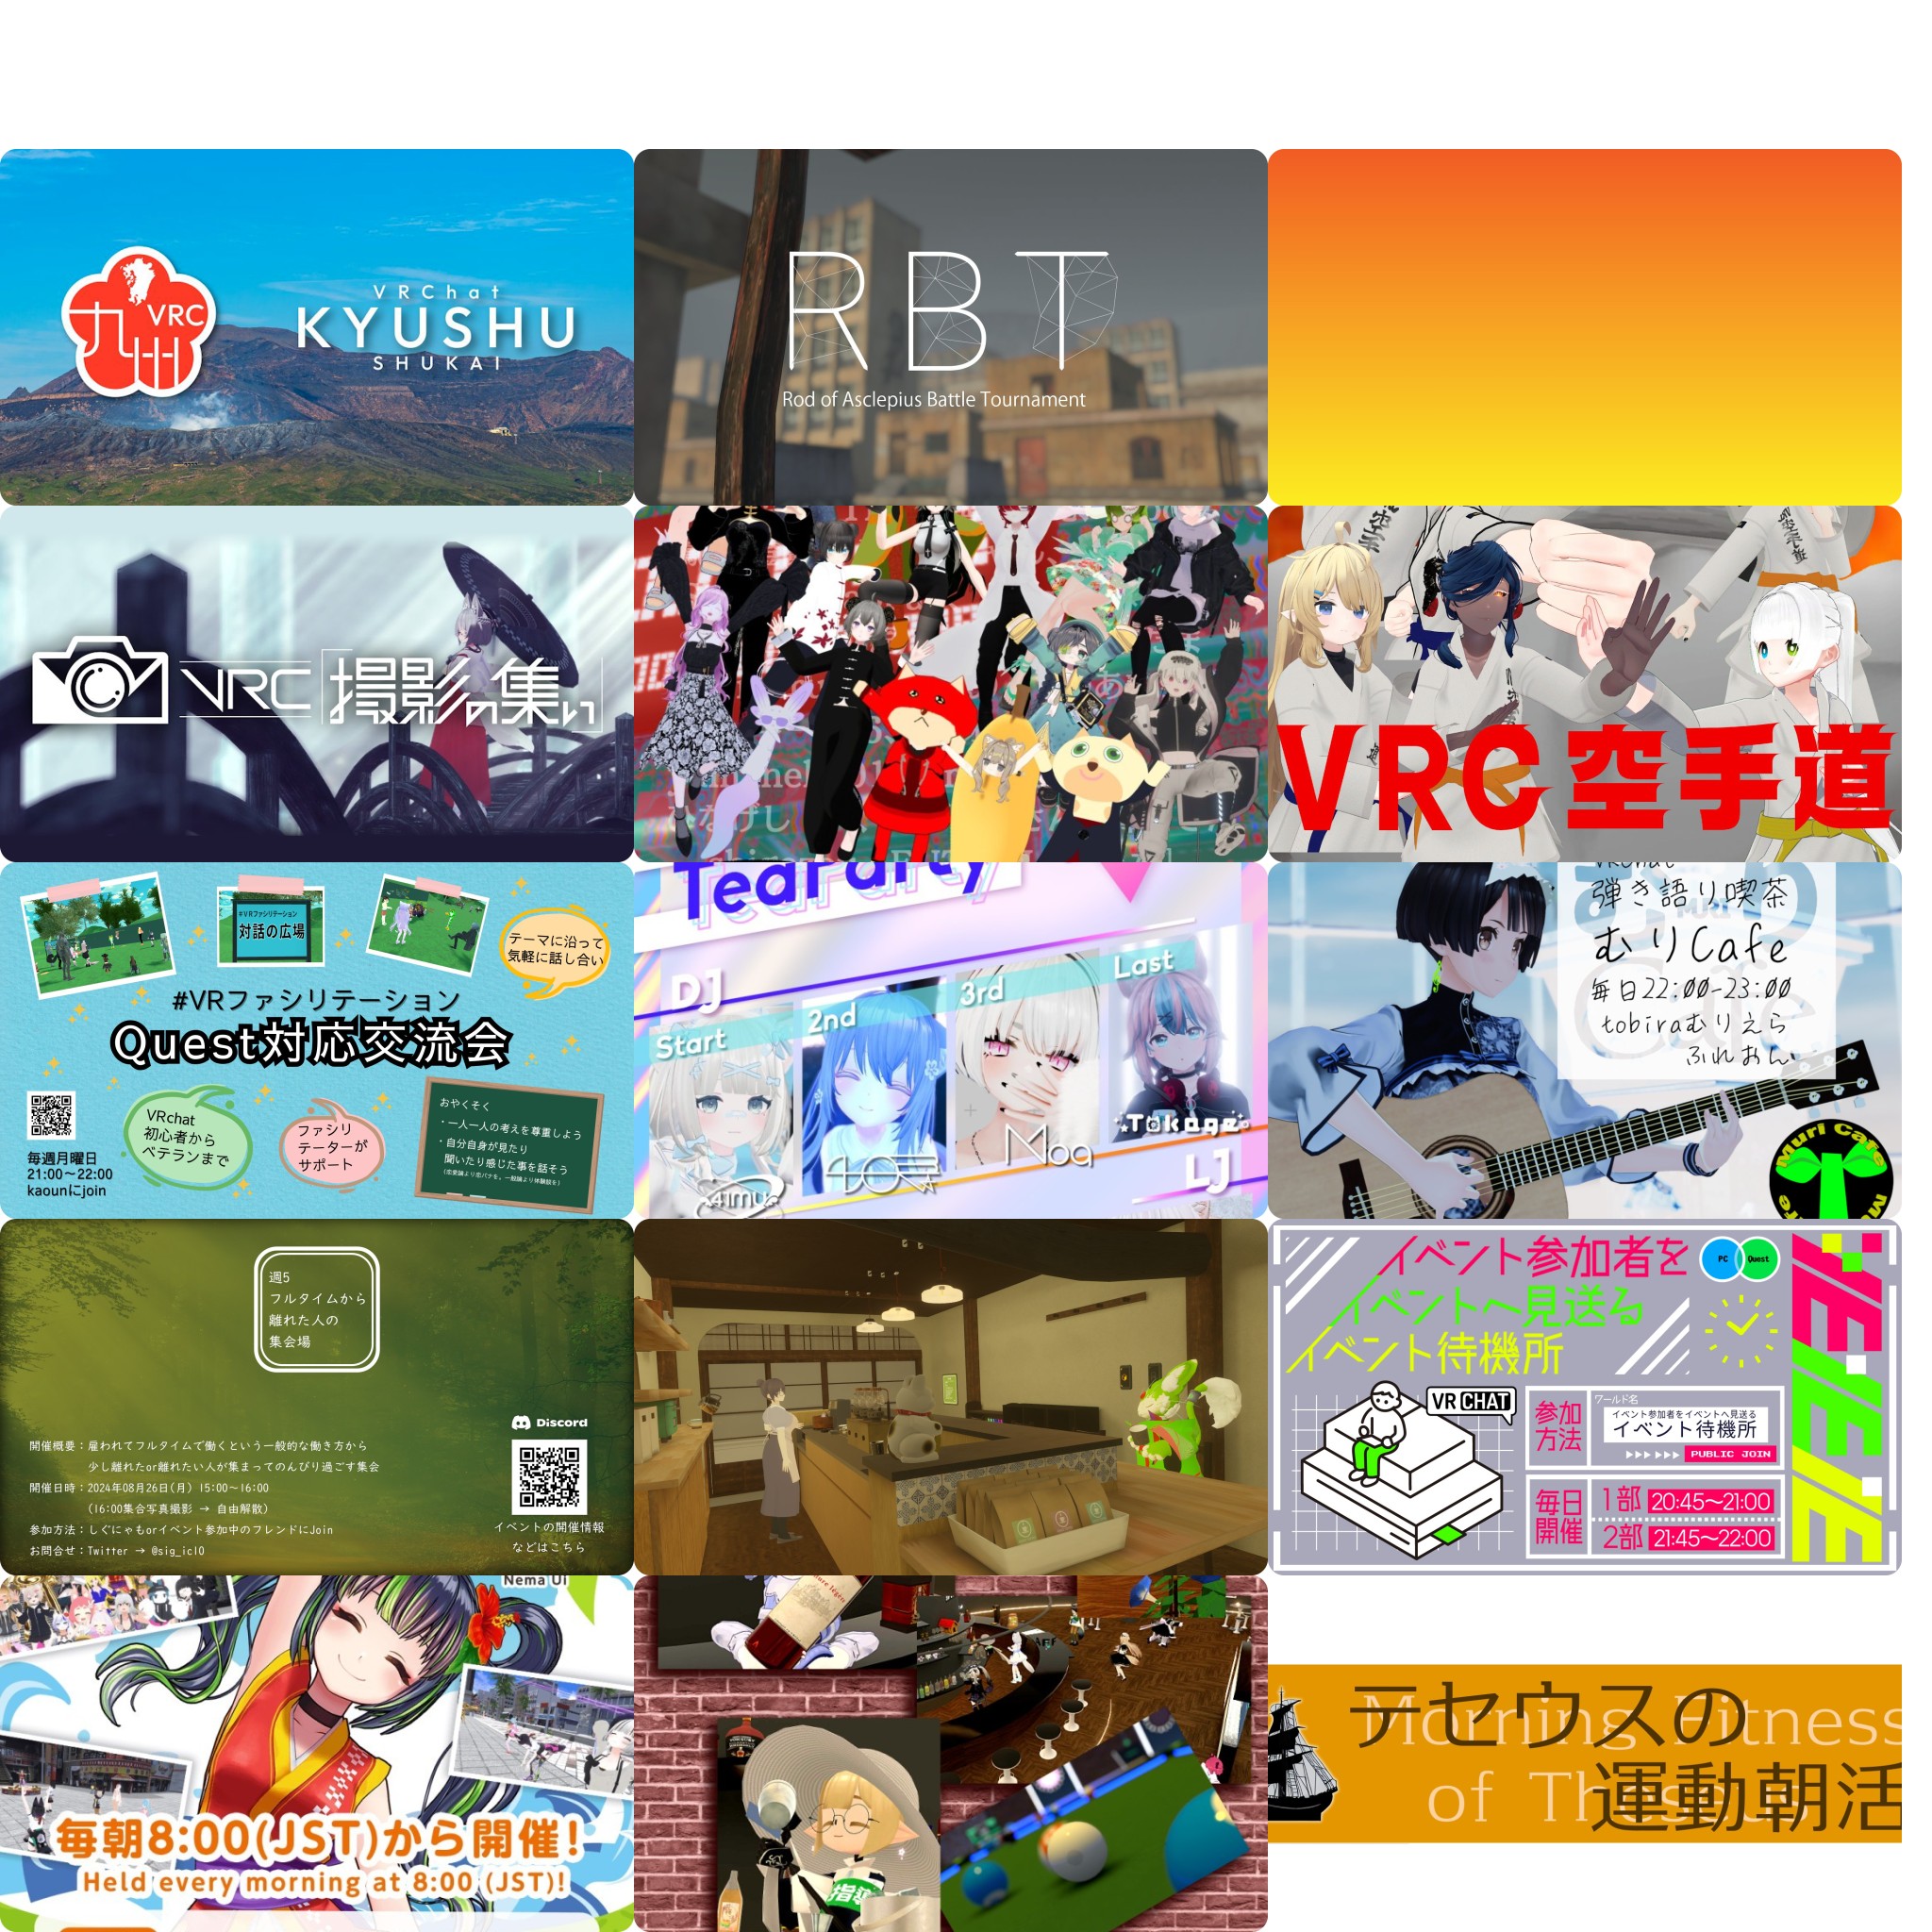 九州
VRC
VRChat
KYUSHU
SHUKAI
RBT
Rod of Asclepius Battle Tournament
VRC「撮影の集い」
VRC空手道
#VRファシリテーション
対話の広場
テーマに沿って
気軽に話し合い
#VRファシリテーション
Quest対応交流会
毎週月曜日
21:00～22:00
kaounにjoin
VRchat
初心者から
ベテランまで
ファシリ
テーターが
サポート
おやくそく
・一人一人の考えを尊重しよう
・自分自身が見たり
聞いたり感じた事を話そう
TeaParty
DJ
Start
2nd
3rd
Last
Moa
Tokage
LJ
VRChat
弾き語り喫茶
むりCafe
毎日22:00-23:00
tobiraむりえら
ふれおん
Muri Cafe
週5
フルタイムから
離れた人の
集会場
開催概要：雇われてフルタイムで働くという一般的な働き方から
少し離れたor離れたい人が集まってのんびり過ごす集会
開催日時：2024年08月26日(月) 15:00～16:00
(16:00集合写真撮影 → 自由解散)
参加方法：しぐにゃもorイベント参加中のフレンドにJoin
お問合せ：Twitter → @sig_ic10
Discord
イベントの開催情報
などはこちら
イベント参加者を
イベントへ見送る
イベント待機所
PC
Quest
VRCHAT
参加
方法
ワールド名
イベント参加者をイベントへ見送る
イベント待機所
PUBLIC JOIN
毎日
開催
1部 20:45～21:00
2部 21:45～22:00
Nema Ui
毎朝8:00(JST)から開催！
Held every morning at 8:00 (JST)!
指導
テセウスの
運動朝活
Morning Fitness
of Theseus